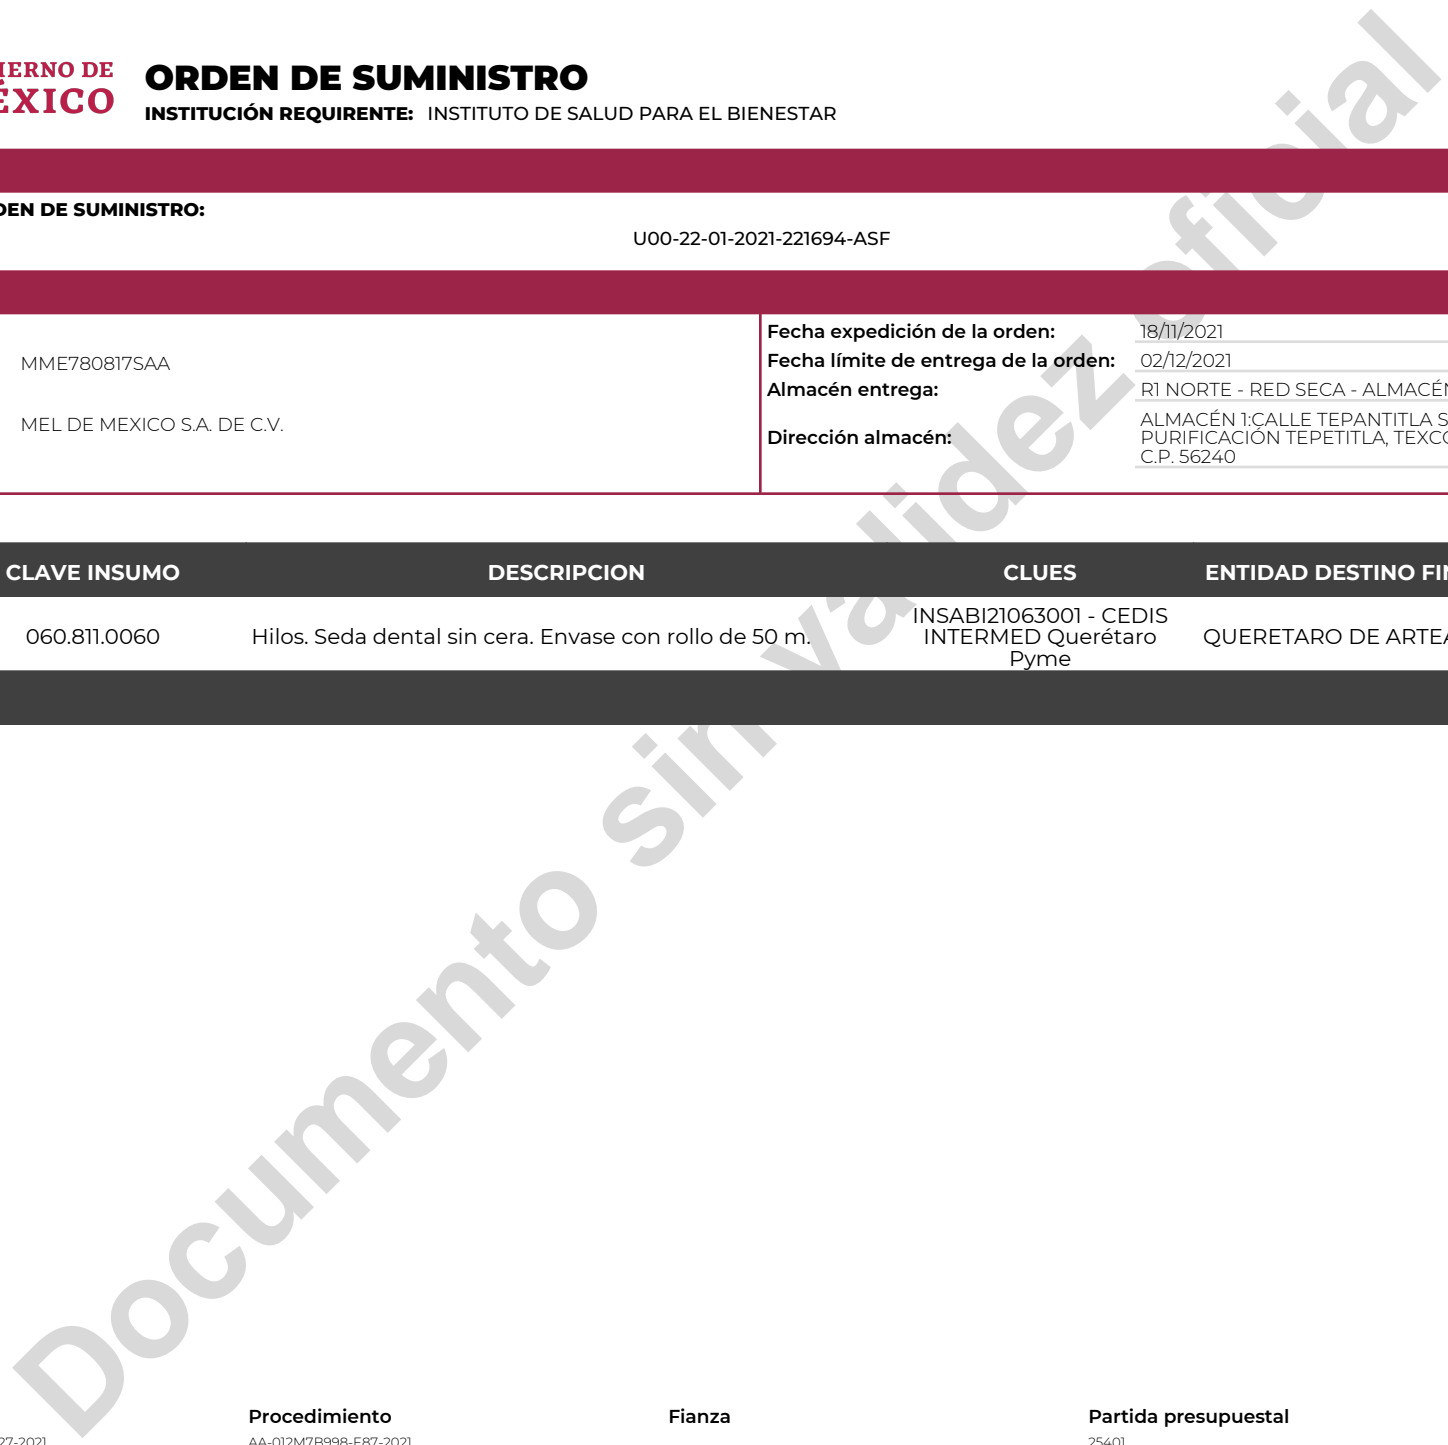 ORDEN DE SUMINISTRO
IERNO DE
ÉXICO
INSTITUCIÓN REQUIRENTE: INSTITUTO DE SALUD PARA EL BIENESTAR
DEN DE SUMINISTRO:
U00-22-01-2021-221694-ASF
MME780817SAA
MEL DE MEXICO S.A. DE C.V.
Fecha expedición de la orden: 18/11/2021
Fecha límite de entrega de la orden: 02/12/2021
Almacén entrega: R1 NORTE - RED SECA - ALMACÉN
Dirección almacén: ALMACÉN 1:CALLE TEPANTITLA S
PURIFICACIÓN TEPETITLA, TEXCO
C.P. 56240
CLAVE INSUMO DESCRIPCION CLUES ENTIDAD DESTINO FIN
060.811.0060 Hilos. Seda dental sin cera. Envase con rollo de 50 m. INSABI21063001 - CEDIS
INTERMED Querétaro
Pyme
QUERETARO DE ARTEA
Documento sin validez oficial
Procedimiento Fianza Partida presupuestal
27-2021 AA-012M7B998-E87-2021 25401